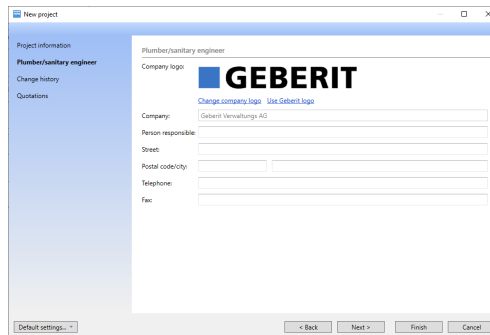 New project
Project information
Plumber/sanitary engineer
Change history
Quotations
Plumber/sanitary engineer
Company logo:
GEBERIT
Change company logo Use Geberit logo
Company: Geberit Verwaltungs AG
Person responsible:
Street:
Postal code/city:
Telephone:
Fax:
Default settings... < Back Next > Finish Cancel